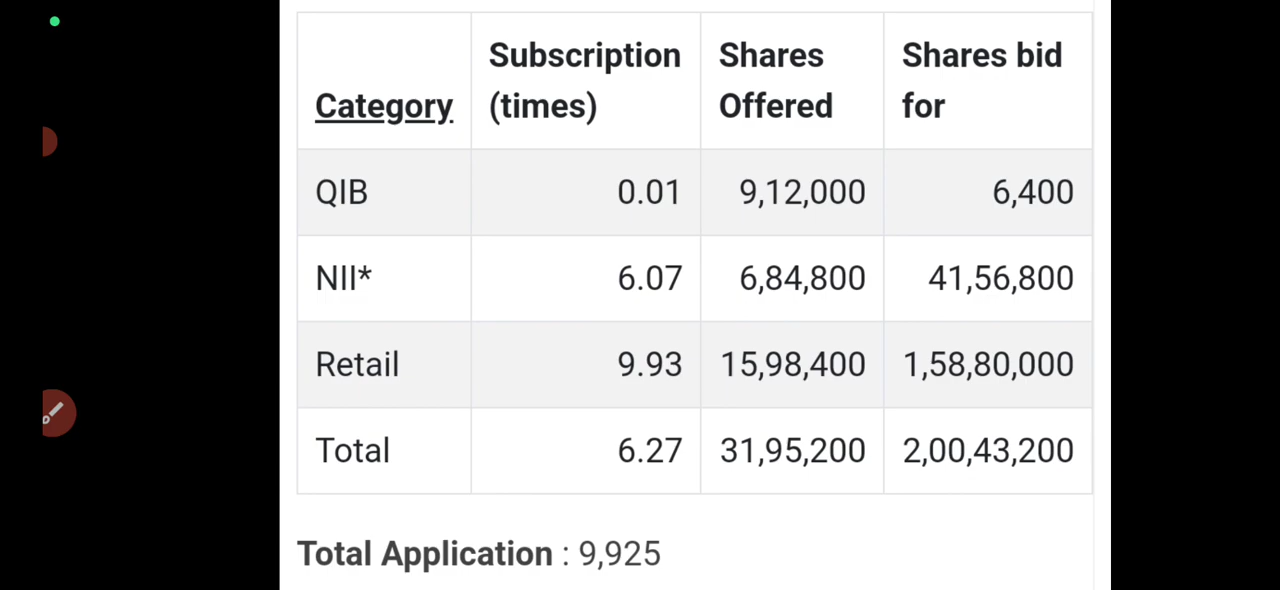 Category Subscription (times) Shares Offered Shares bid for
QIB 0.01 9,12,000 6,400
NII* 6.07 6,84,800 41,56,800
Retail 9.93 15,98,400 1,58,80,000
Total 6.27 31,95,200 2,00,43,200
Total Application : 9,925